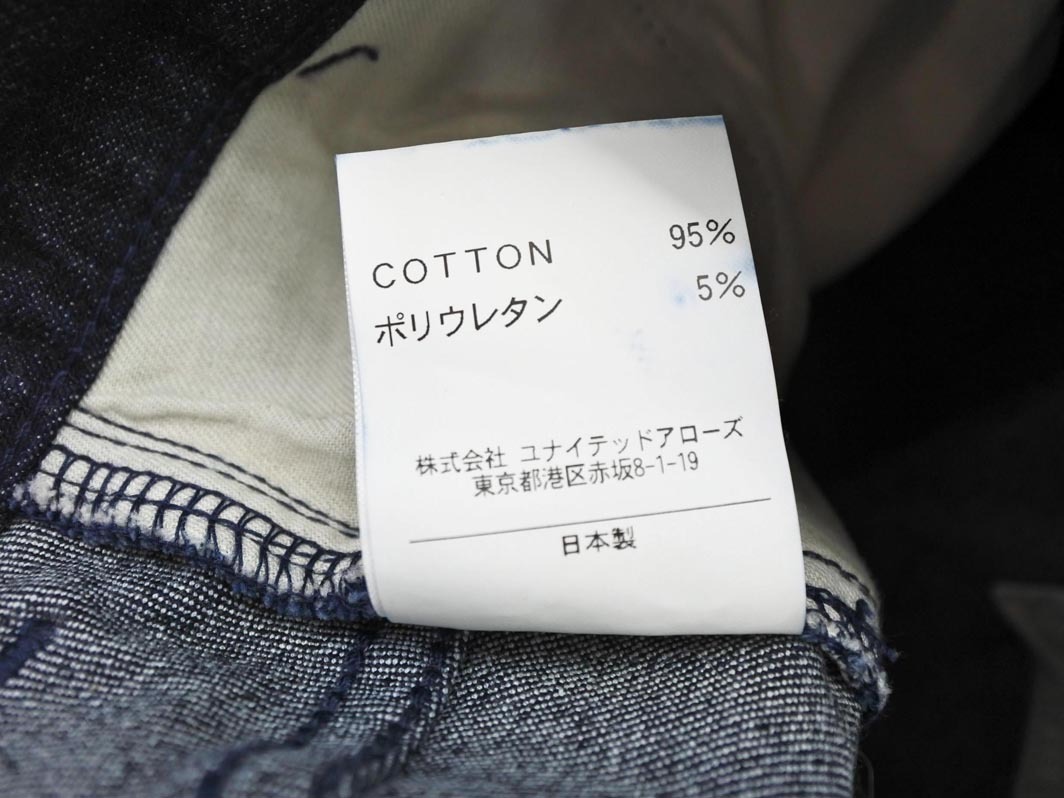 COTTON 95%
ポリウレタン 5%
株式会社 ユナイテッドアローズ
東京都港区赤坂8-1-19
日本製